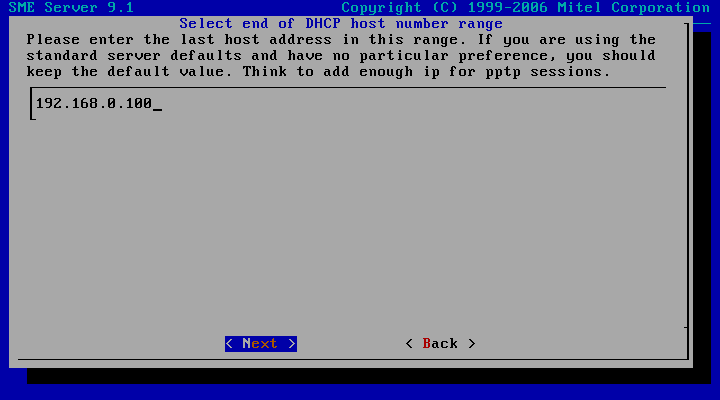 SME Server 9.1 Copyright (C) 1999-2006 Mitel Corporation
Select end of DHCP host number range
Please enter the last host address in this range. If you are using the
standard server defaults and have no particular preference, you should
keep the default value. Think to add enough ip for pptp sessions.
192.168.0.100_
< Next > < Back >